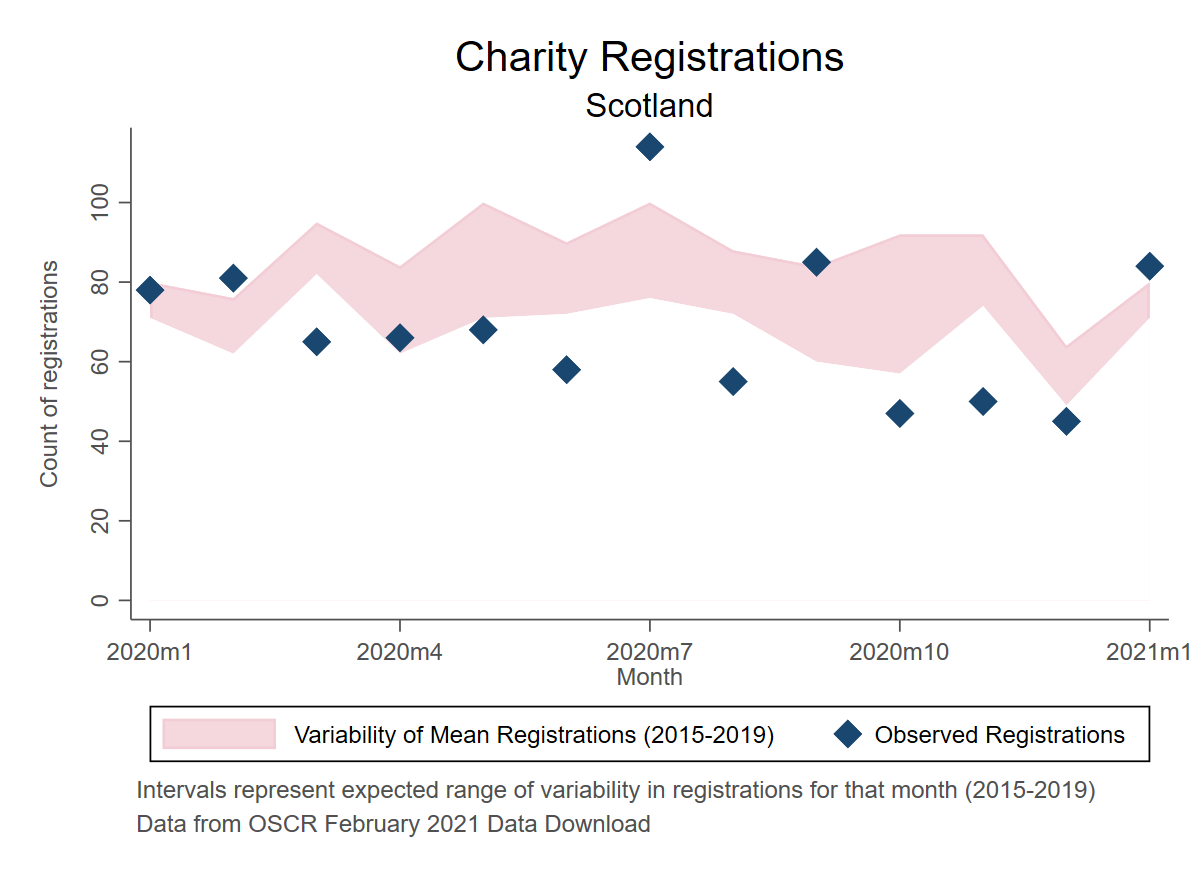 Charity Registrations
Scotland
Count of registrations
100
80
60
40
20
0
2020m1 2020m4 2020m7 2020m10 2021m1
Month
Variability of Mean Registrations (2015-2019) Observed Registrations
Intervals represent expected range of variability in registrations for that month (2015-2019)
Data from OSCR February 2021 Data Download